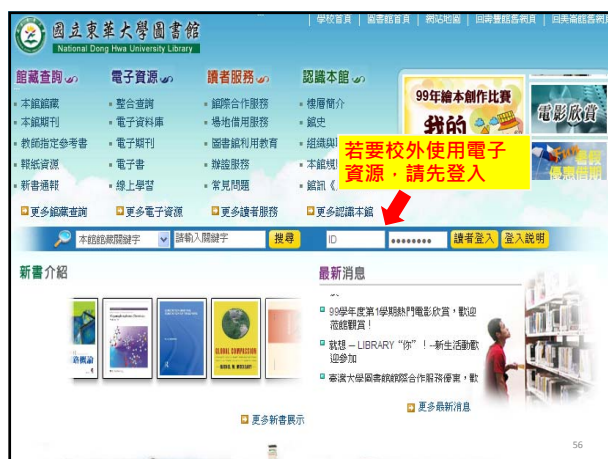 學校首頁 | 圖書館首頁 | 網站地圖 | 回壽豐館舊網頁 | 回美崙館舊網頁
國立東華大學圖書館
National Dong Hwa University Library
館藏查詢 電子資源 讀者服務 認識本館
本館館藏 整合查詢 館際合作服務 樓層簡介
本館期刊 電子資料庫 場地借用服務 館史
教師指定參考書 電子期刊 圖書館利用教育 組織與
報紙資源 電子書 辦證服務 本館規
新書通報 線上學習 常見問題 館訊《
更多館藏查詢 更多電子資源 更多讀者服務 更多認識本館
99年繪本創作比賽
我的
電影欣賞
優惠借期
若要校外使用電子
資源，請先登入
本館館藏關鍵字 請輸入關鍵字 搜尋 ID •••••••• 讀者登入 登入說明
新書介紹
路概論
GLOBAL COMPASSION
更多新書展示
最新消息
99學年度第1學期熱門電影欣賞，歡迎
蒞館觀賞！
就想 – LIBRARY “你” ！--新生活動歡
迎參加
臺灣大學圖書館館際合作服務優惠，歡
更多最新消息
56